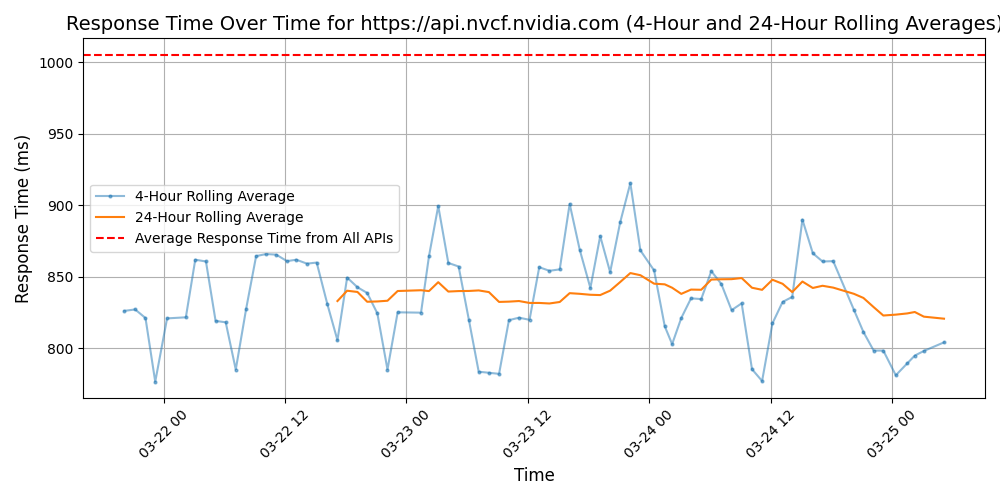 Response Time Over Time for https://api.nvcf.nvidia.com (4-Hour and 24-Hour Rolling Averages)
Response Time (ms)
1000
950
900
850
800
4-Hour Rolling Average
24-Hour Rolling Average
Average Response Time from All APIs
03-22 00
03-22 12
03-23 00
03-23 12
03-24 00
03-24 12
03-25 00
Time